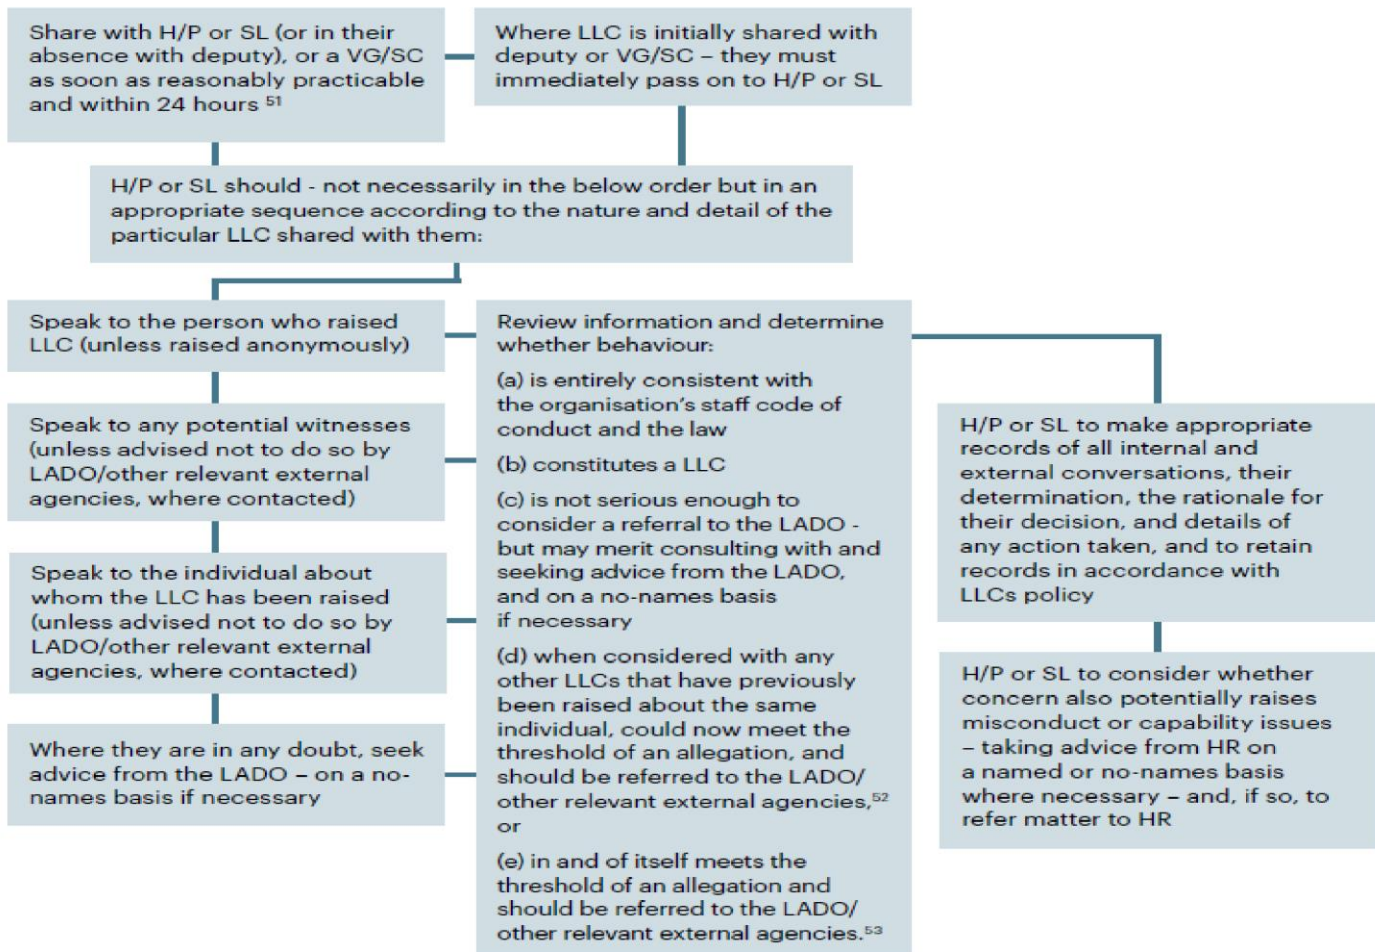 Share with H/P or SL (or in their
absence with deputy), or a VG/SC
as soon as reasonably practicable
and within 24 hours 51
Where LLC is initially shared with
deputy or VG/SC – they must
immediately pass on to H/P or SL
H/P or SL should - not necessarily in the below order but in an
appropriate sequence according to the nature and detail of the
particular LLC shared with them:
Speak to the person who raised
LLC (unless raised anonymously)
Speak to any potential witnesses
(unless advised not to do so by
LADO/other relevant external
agencies, where contacted)
Speak to the individual about
whom the LLC has been raised
(unless advised not to do so by
LADO/other relevant external
agencies, where contacted)
Where they are in any doubt, seek
advice from the LADO – on a no-
names basis if necessary
Review information and determine
whether behaviour:
(a) is entirely consistent with
the organisation's staff code of
conduct and the law
(b) constitutes a LLC
(c) is not serious enough to
consider a referral to the LADO -
but may merit consulting with and
seeking advice from the LADO,
and on a no-names basis
if necessary
(d) when considered with any
other LLCs that have previously
been raised about the same
individual, could now meet the
threshold of an allegation, and
should be referred to the LADO/
other relevant external agencies,52
or
(e) in and of itself meets the
threshold of an allegation and
should be referred to the LADO/
other relevant external agencies.53
H/P or SL to make appropriate
records of all internal and
external conversations, their
determination, the rationale for
their decision, and details of
any action taken, and to retain
records in accordance with
LLCs policy
H/P or SL to consider whether
concern also potentially raises
misconduct or capability issues
– taking advice from HR on
a named or no-names basis
where necessary – and, if so, to
refer matter to HR